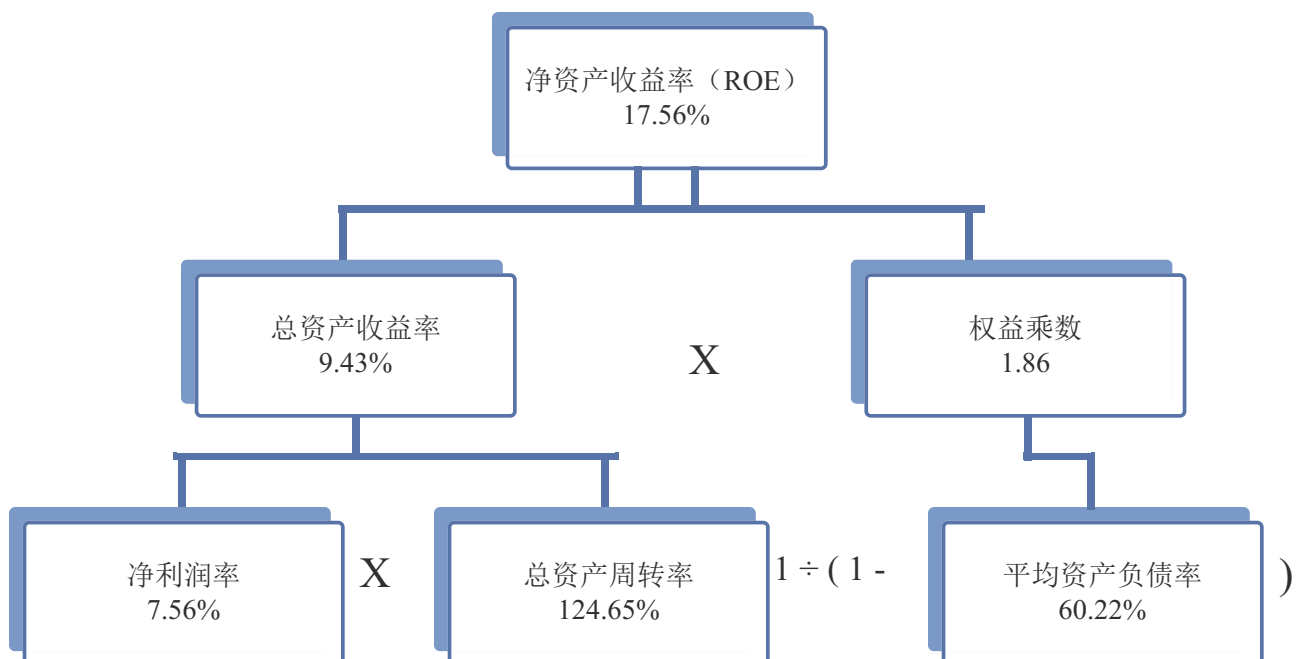 净资产收益率（ROE）
17.56%
总资产收益率
9.43%
X
权益乘数
1.86
净利润率
7.56%
X
总资产周转率
124.65%
1 ÷ ( 1 -
平均资产负债率
60.22%
)